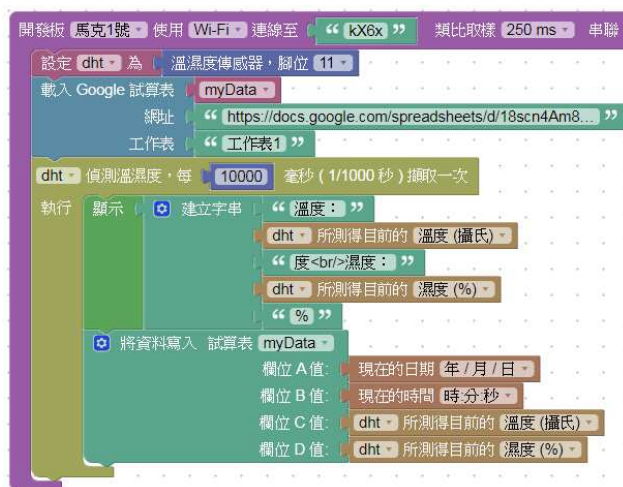 開發板 馬克1號 使用 Wi-Fi 連線至 “ kX6x ” 類比取樣 250 ms 串聯
設定 dht 為 溫濕度傳感器，腳位 11
載入 Google 試算表 myData
網址 “ https://docs.google.com/spreadsheets/d/18scn4Am8... ”
工作表 “ 工作表1 ”
dht 偵測溫濕度，每 10000 毫秒 ( 1/1000 秒 ) 擷取一次
執行 顯示 建立字串 “ 溫度： ”
dht 所測得目前的 溫度 (攝氏)
“ 度<br/>濕度： ”
dht 所測得目前的 濕度 (%)
“ % ”
將資料寫入 試算表 myData
欄位 A 值: 現在的日期 年 / 月 / 日
欄位 B 值: 現在的時間 時:分:秒
欄位 C 值: dht 所測得目前的 溫度 (攝氏)
欄位 D 值: dht 所測得目前的 濕度 (%)